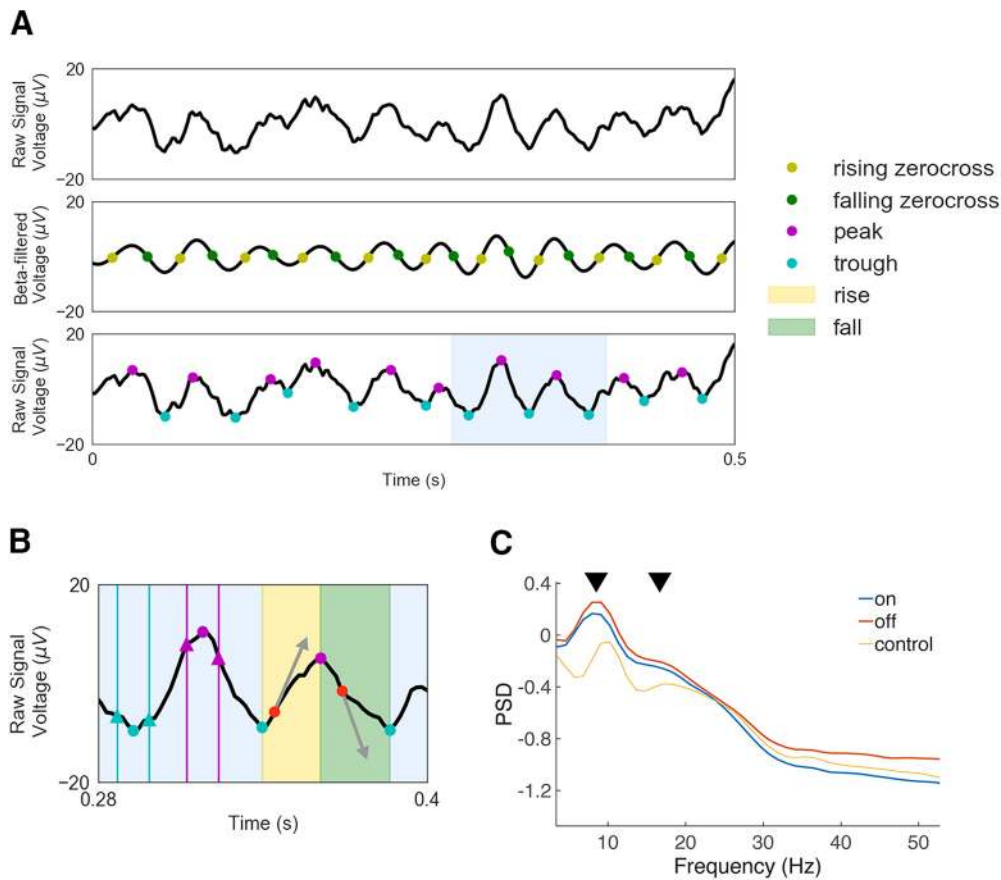 A
20
Raw Signal
Voltage (μV)
−20
20
Beta-filtered
Voltage (μV)
−20
20
Raw Signal
Voltage (μV)
−20
0
0.5
Time (s)
rising zerocross
falling zerocross
peak
trough
rise
fall
B
20
Raw Signal
Voltage (μV)
−20
0.28
0.4
Time (s)
C
0.4
0
-0.4
-0.8
-1.2
PSD
on
off
control
10
20
30
40
50
Frequency (Hz)